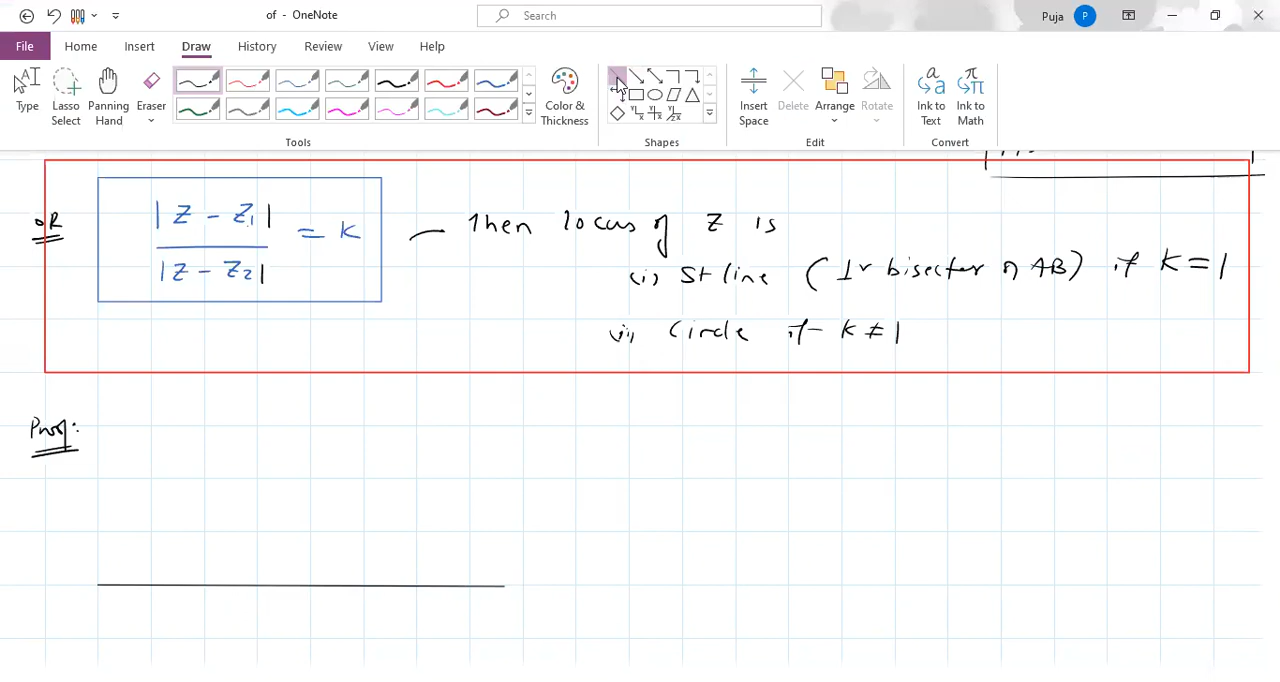 of - OneNote
Search
Puja P
File Home Insert Draw History Review View Help
Type
Lasso Select
Panning Hand
Eraser
Color & Thickness
Insert Space
Delete
Arrange
Rotate
Ink to Text
Ink to Math
Tools
Shapes
Edit
Convert
OR |z - z1| / |z - z2| = k — Then locus of z is
(i) St line (⊥r bisector of AB) if k = 1
(ii) Circle if k ≠ 1
Proof: